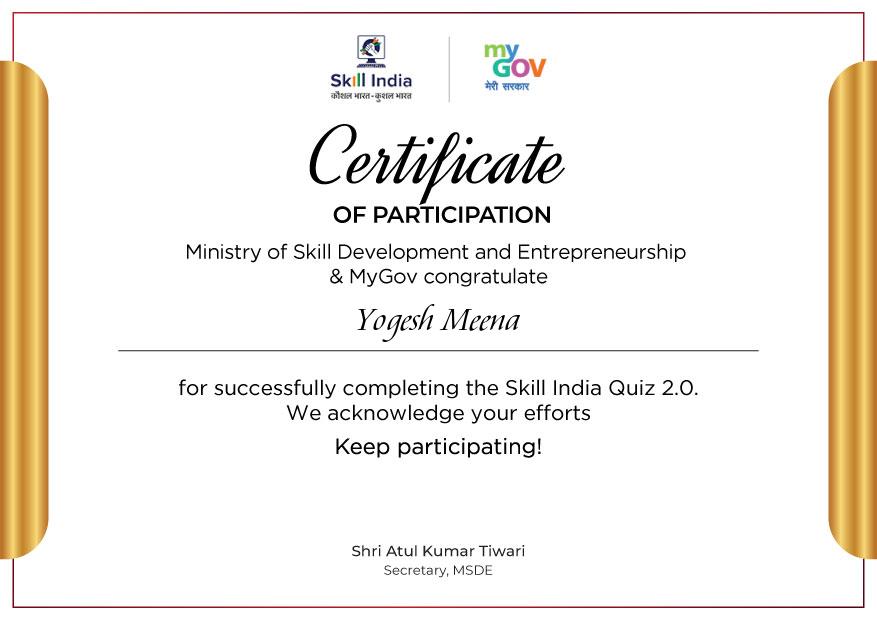 Skill India
कौशल भारत - कुशल भारत
my
GOV
मेरी सरकार
Certificate
OF PARTICIPATION
Ministry of Skill Development and Entrepreneurship
& MyGov congratulate
Yogesh Meena
for successfully completing the Skill India Quiz 2.0.
We acknowledge your efforts
Keep participating!
Shri Atul Kumar Tiwari
Secretary, MSDE